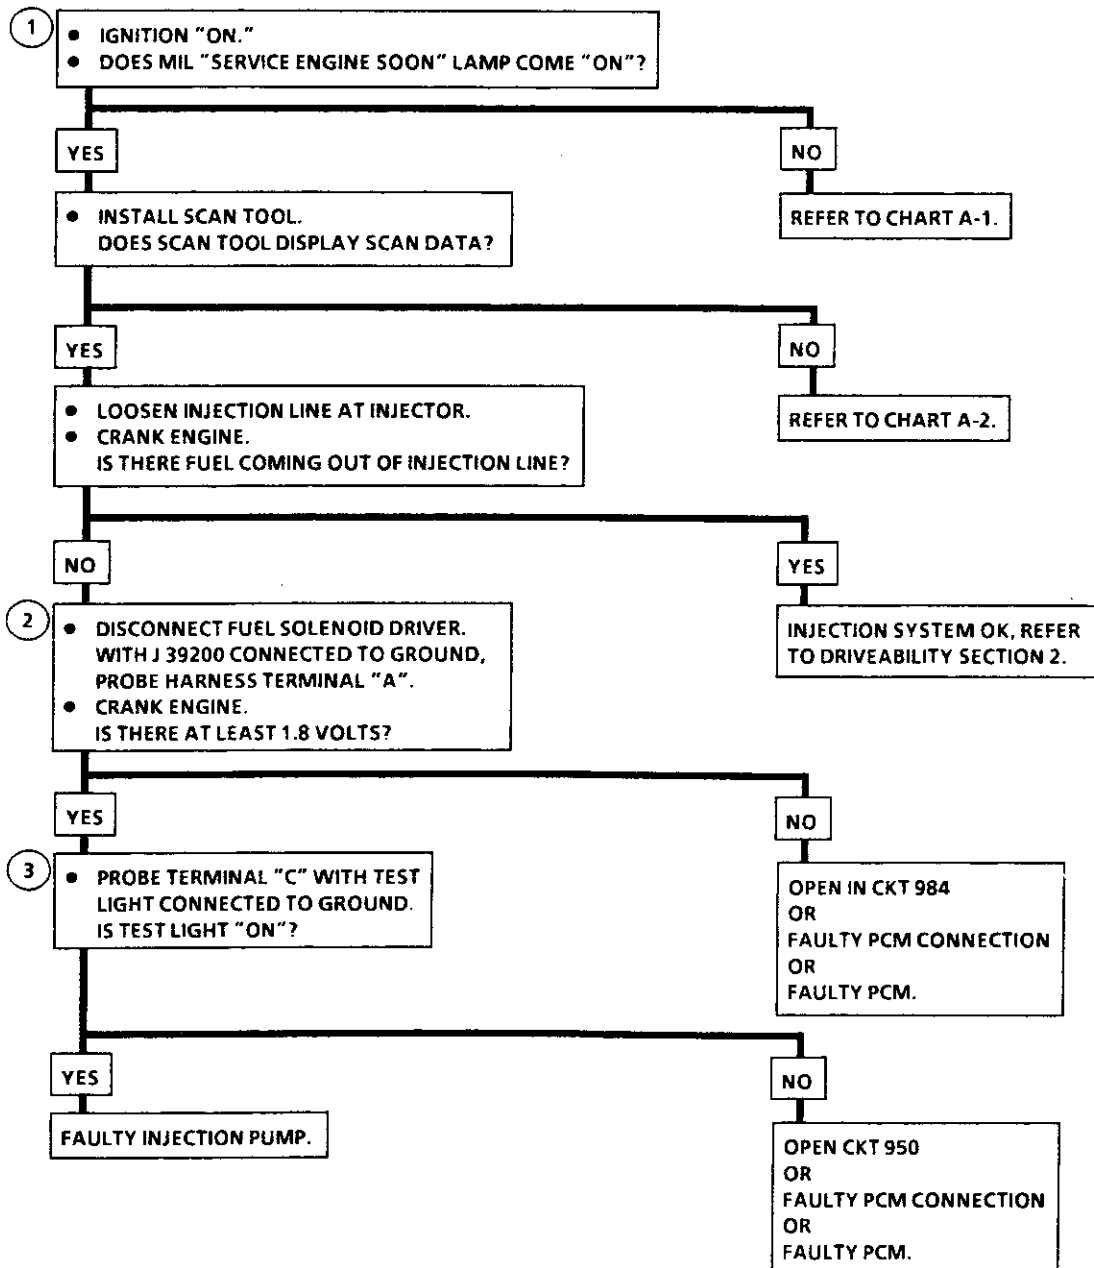 1
● IGNITION "ON."
● DOES MIL "SERVICE ENGINE SOON" LAMP COME "ON"?
YES
NO
● INSTALL SCAN TOOL.
DOES SCAN TOOL DISPLAY SCAN DATA?
REFER TO CHART A-1.
YES
NO
● LOOSEN INJECTION LINE AT INJECTOR.
● CRANK ENGINE.
IS THERE FUEL COMING OUT OF INJECTION LINE?
REFER TO CHART A-2.
NO
YES
2
● DISCONNECT FUEL SOLENOID DRIVER.
WITH J 39200 CONNECTED TO GROUND,
PROBE HARNESS TERMINAL "A".
● CRANK ENGINE.
IS THERE AT LEAST 1.8 VOLTS?
INJECTION SYSTEM OK, REFER
TO DRIVEABILITY SECTION 2.
YES
NO
3
● PROBE TERMINAL "C" WITH TEST
LIGHT CONNECTED TO GROUND.
IS TEST LIGHT "ON"?
OPEN IN CKT 984
OR
FAULTY PCM CONNECTION
OR
FAULTY PCM.
YES
NO
FAULTY INJECTION PUMP.
OPEN CKT 950
OR
FAULTY PCM CONNECTION
OR
FAULTY PCM.